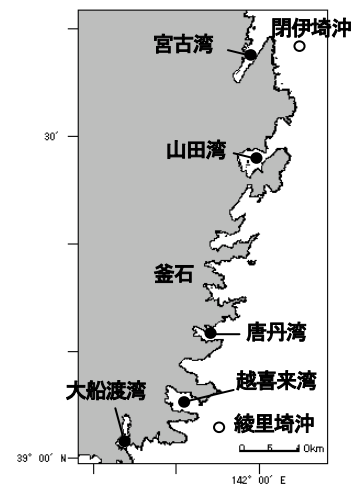 閉伊埼沖
宮古湾
30′
山田湾
釜石
唐丹湾
越喜来湾
大船渡湾
綾里埼沖
0 5 10km
39° 00′ N
142° 00′ E